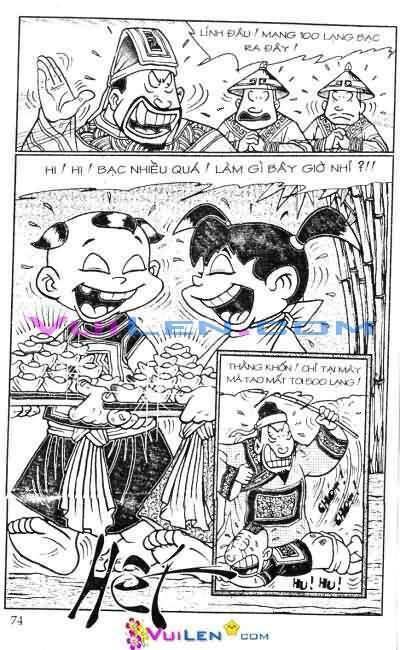 LÍNH ĐÂU! MANG 100 LẠNG BẠC
RA ĐÂY!
HI! HỊ! BẠC NHIỀU QUÁ! LÀM GÌ BÂY GIỜ NHỈ?!!
VuiLen.com
THẰNG KHỐN! CHỈ TẠI MÀY
MÀ TAO MẤT TỚI 500 LẠNG!
HU! HU!
Hết
74
VuiLen.com